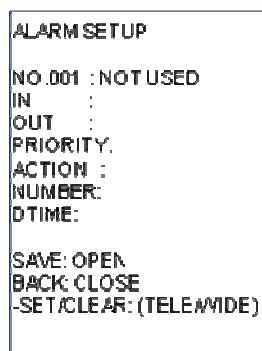 ALARM SETUP
NO.001 : NOT USED
IN :
OUT :
PRIORITY:
ACTION :
NUMBER:
DTIME:
SAVE: OPEN
BACK: CLOSE
-SET/CLEAR: (TELE/WIDE)